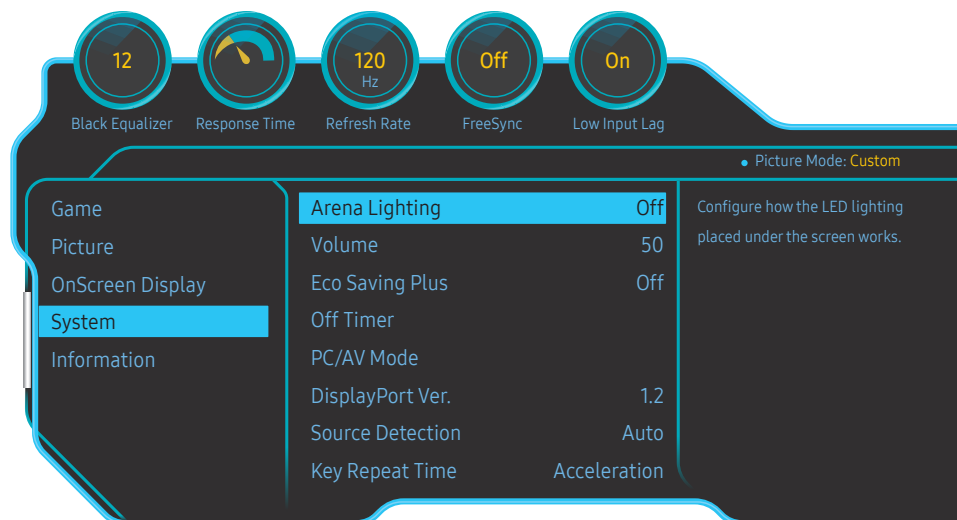 12
120
Hz
Off
On
Black Equalizer
Response Time
Refresh Rate
FreeSync
Low Input Lag
Picture Mode: Custom
Game
Picture
OnScreen Display
System
Information
Arena Lighting Off
Volume 50
Eco Saving Plus Off
Off Timer
PC/AV Mode
DisplayPort Ver. 1.2
Source Detection Auto
Key Repeat Time Acceleration
Configure how the LED lighting
placed under the screen works.